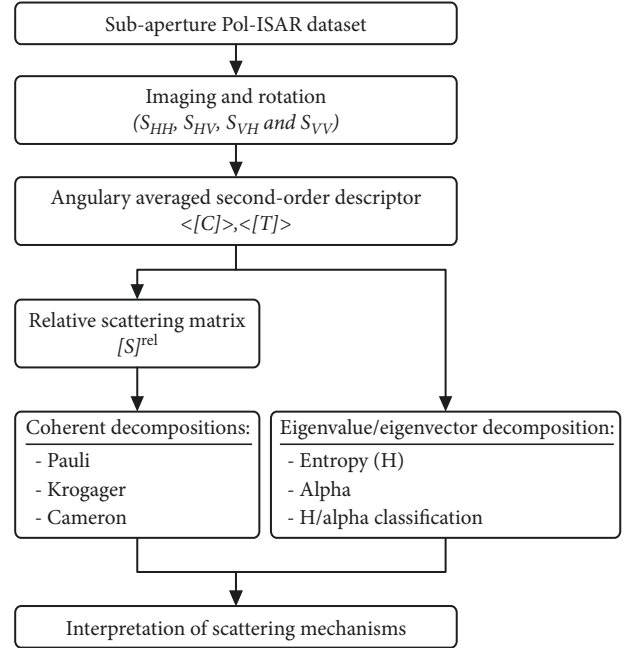 Sub-aperture Pol-ISAR dataset
Imaging and rotation
(S_HH, S_HV, S_VH and S_VV)
Angulary averaged second-order descriptor
<[C]>,<[T]>
Relative scattering matrix
[S]^rel
Coherent decompositions:
- Pauli
- Krogager
- Cameron
Eigenvalue/eigenvector decomposition:
- Entropy (H)
- Alpha
- H/alpha classification
Interpretation of scattering mechanisms